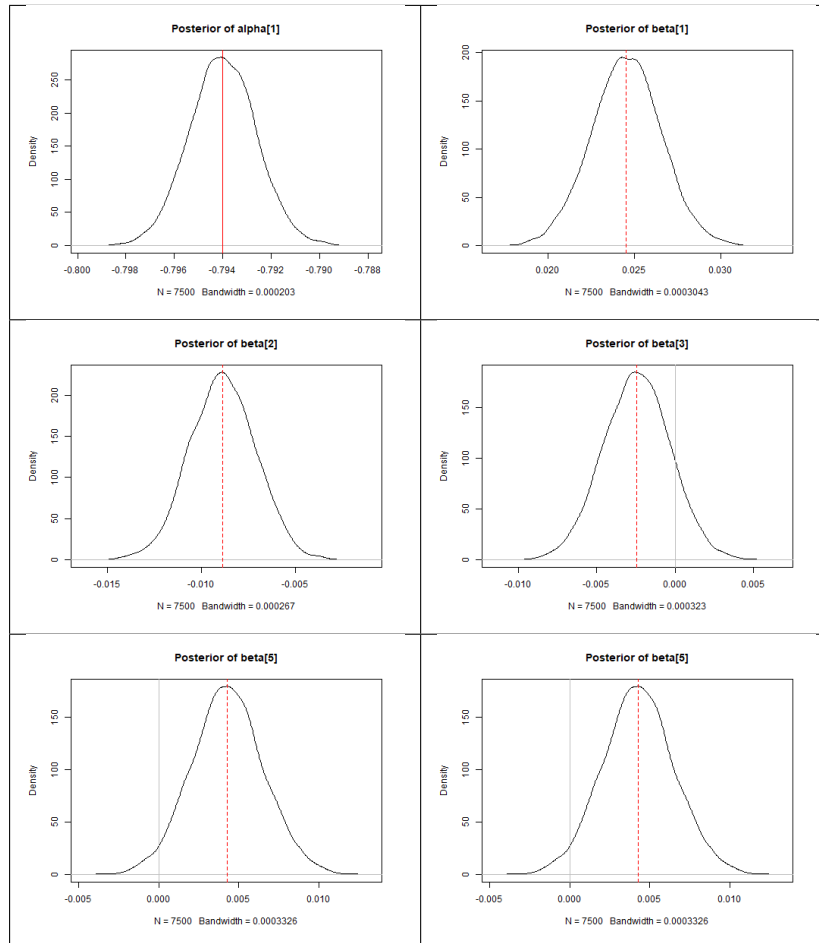 Posterior of alpha[1]
Density
0
50
100
150
200
250
-0.800
-0.798
-0.796
-0.794
-0.792
-0.790
-0.788
N = 7500 Bandwidth = 0.000203
Posterior of beta[1]
Density
0
50
100
150
200
0.020
0.025
0.030
N = 7500 Bandwidth = 0.0003043
Posterior of beta[2]
Density
0
50
100
150
200
-0.015
-0.010
-0.005
N = 7500 Bandwidth = 0.000267
Posterior of beta[3]
Density
0
50
100
150
-0.010
-0.005
0.000
0.005
N = 7500 Bandwidth = 0.000323
Posterior of beta[5]
Density
0
50
100
150
-0.005
0.000
0.005
0.010
N = 7500 Bandwidth = 0.0003326
Posterior of beta[5]
Density
0
50
100
150
-0.005
0.000
0.005
0.010
N = 7500 Bandwidth = 0.0003326